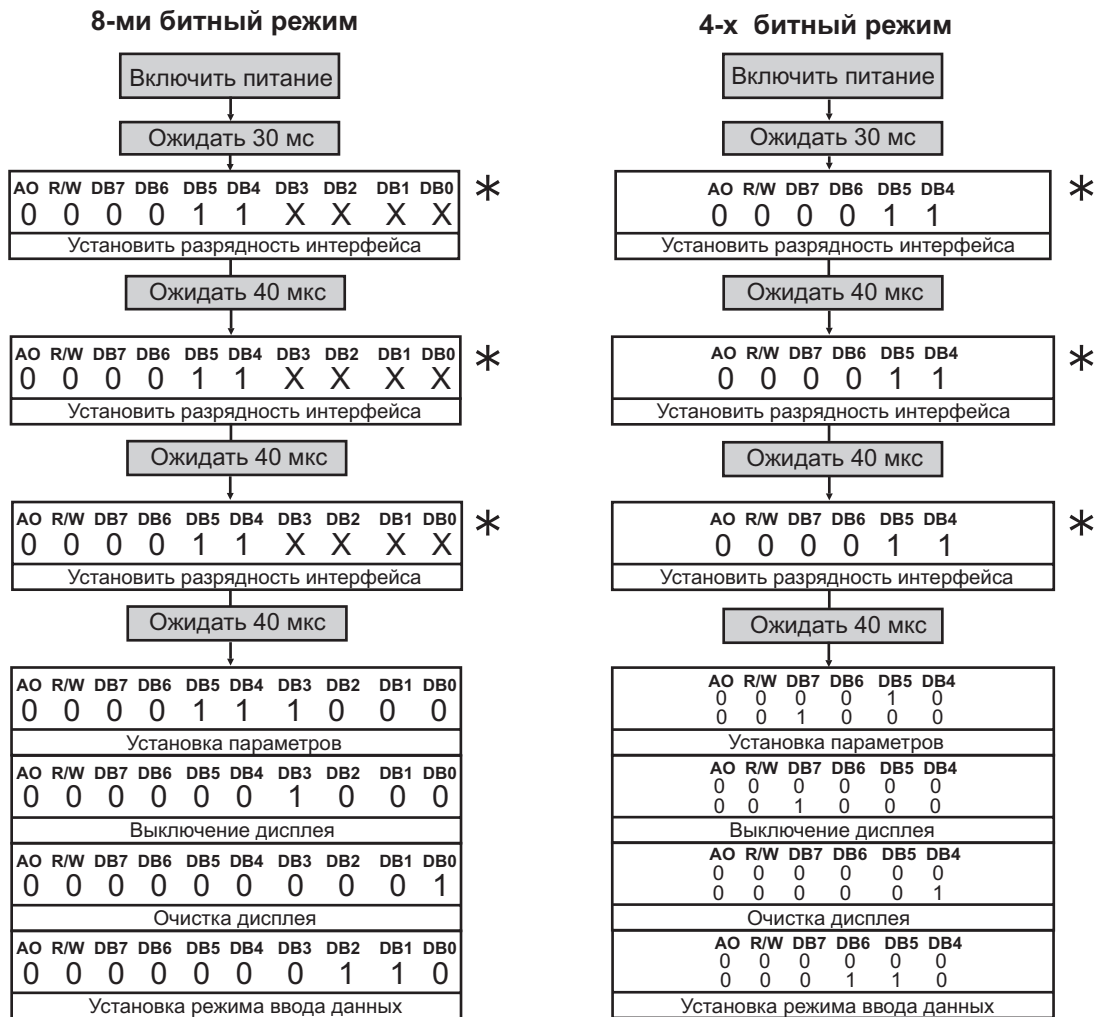 8-ми битный режим
Включить питание
Ожидать 30 мс
AO R/W DB7 DB6 DB5 DB4 DB3 DB2 DB1 DB0
0 0 0 0 1 1 X X X X
*
Установить разрядность интерфейса
Ожидать 40 мкс
AO R/W DB7 DB6 DB5 DB4 DB3 DB2 DB1 DB0
0 0 0 0 1 1 X X X X
*
Установить разрядность интерфейса
Ожидать 40 мкс
AO R/W DB7 DB6 DB5 DB4 DB3 DB2 DB1 DB0
0 0 0 0 1 1 X X X X
*
Установить разрядность интерфейса
Ожидать 40 мкс
AO R/W DB7 DB6 DB5 DB4 DB3 DB2 DB1 DB0
0 0 0 0 1 1 1 0 0 0
Установка параметров
AO R/W DB7 DB6 DB5 DB4 DB3 DB2 DB1 DB0
0 0 0 0 0 0 1 0 0 0
Выключение дисплея
AO R/W DB7 DB6 DB5 DB4 DB3 DB2 DB1 DB0
0 0 0 0 0 0 0 0 0 1
Очистка дисплея
AO R/W DB7 DB6 DB5 DB4 DB3 DB2 DB1 DB0
0 0 0 0 0 0 0 1 1 0
Установка режима ввода данных
4-х битный режим
Включить питание
Ожидать 30 мс
AO R/W DB7 DB6 DB5 DB4
0 0 0 0 1 1
*
Установить разрядность интерфейса
Ожидать 40 мкс
AO R/W DB7 DB6 DB5 DB4
0 0 0 0 1 1
*
Установить разрядность интерфейса
Ожидать 40 мкс
AO R/W DB7 DB6 DB5 DB4
0 0 0 0 1 1
*
Установить разрядность интерфейса
Ожидать 40 мкс
AO R/W DB7 DB6 DB5 DB4
0 0 0 0 1 0
0 0 1 0 0 0
Установка параметров
AO R/W DB7 DB6 DB5 DB4
0 0 0 0 0 0
0 0 1 0 0 0
Выключение дисплея
AO R/W DB7 DB6 DB5 DB4
0 0 0 0 0 0
0 0 0 0 0 1
Очистка дисплея
AO R/W DB7 DB6 DB5 DB4
0 0 0 0 0 0
0 0 0 1 1 0
Установка режима ввода данных